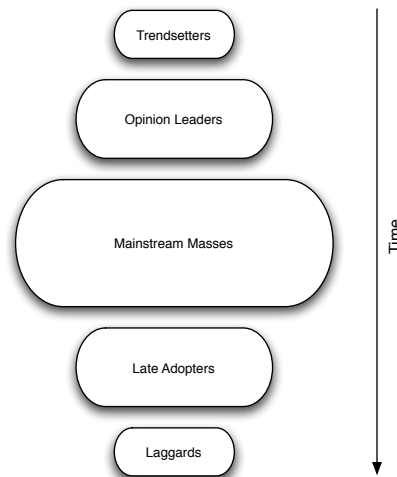 Trendsetters
Opinion Leaders
Mainstream Masses
Time
Late Adopters
Laggards